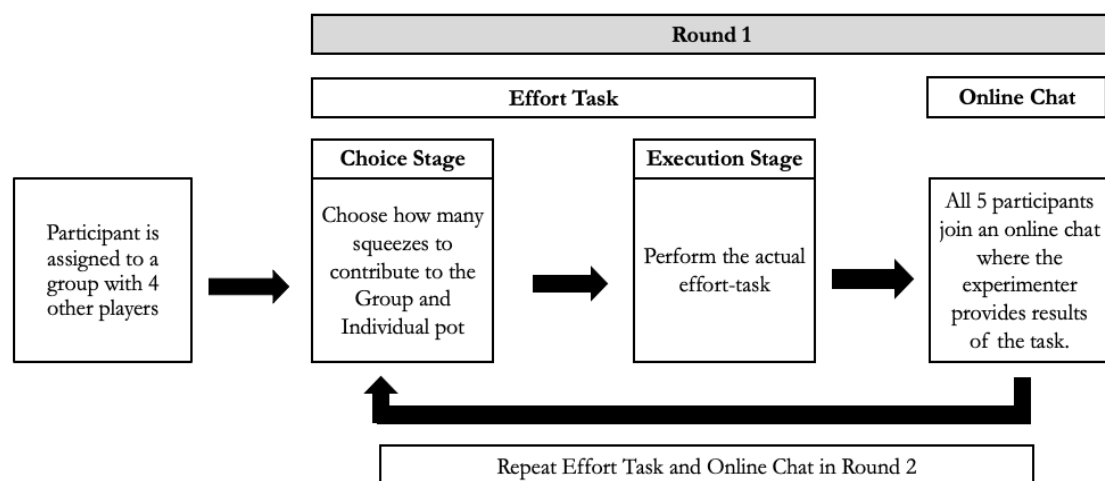 Round 1
Effort Task
Online Chat
Participant is
assigned to a
group with 4
other players
Choice Stage
Choose how many
squeezes to
contribute to the
Group and
Individual pot
Execution Stage
Perform the actual
effort-task
All 5 participants
join an online chat
where the
experimenter
provides results
of the task.
Repeat Effort Task and Online Chat in Round 2